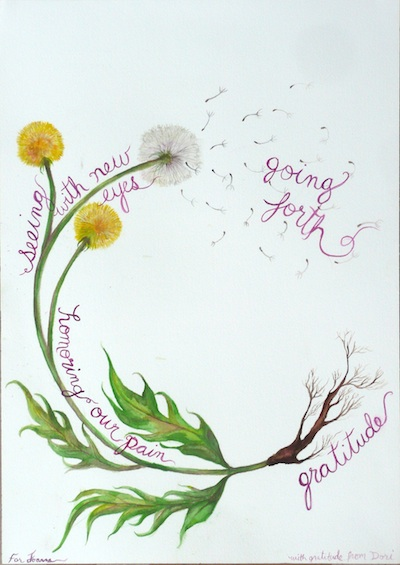 gratitude
honoring our pain
seeing
with new
eyes
going
forth
For Joanna
with gratitude from Dori